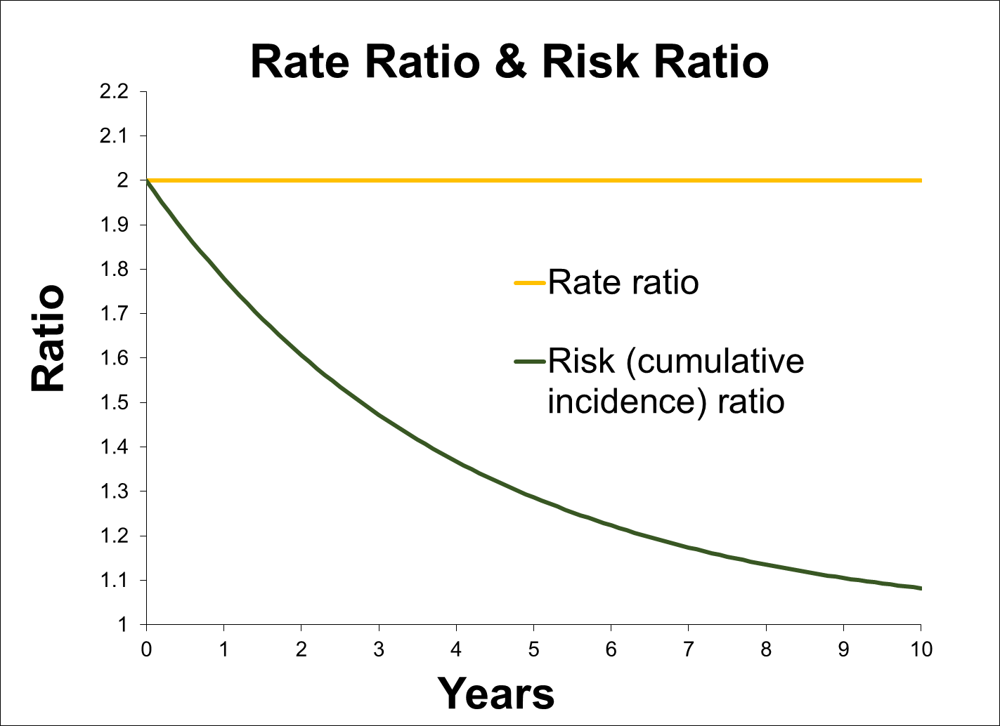 Rate Ratio & Risk Ratio
2.2
2.1
2
1.9
1.8
1.7
1.6
1.5
1.4
1.3
1.2
1.1
1
Ratio
Rate ratio
Risk (cumulative
incidence) ratio
0 1 2 3 4 5 6 7 8 9 10
Years